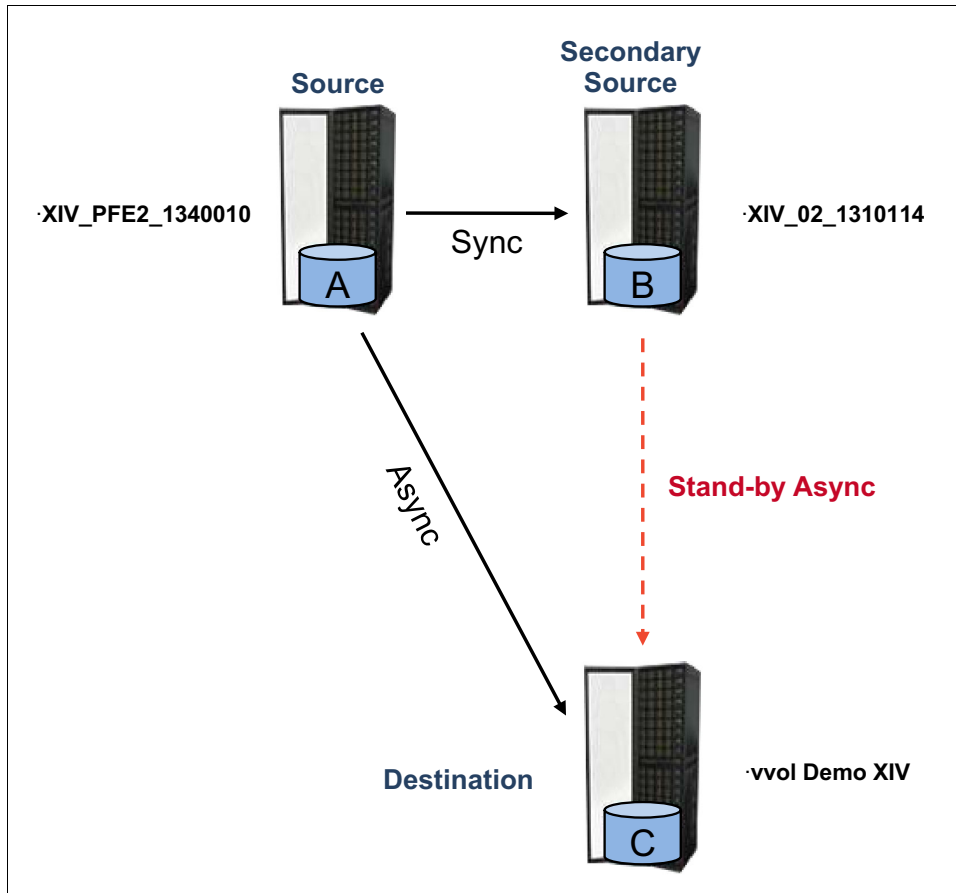 Secondary
Source
Source
·XIV_PFE2_1340010
Sync
·XIV_02_1310114
A
B
Async
Stand-by Async
Destination
·vvol Demo XIV
C